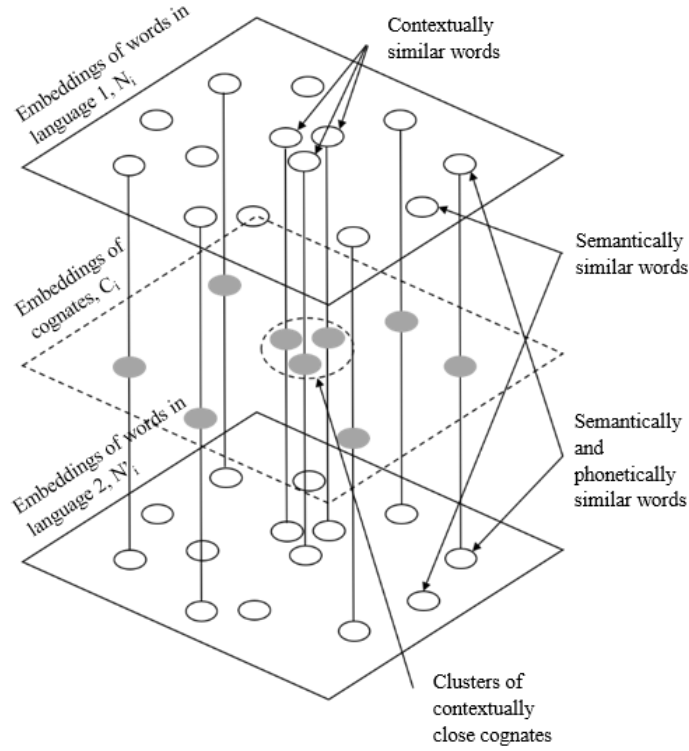 Contextually
similar words
Embeddings of words in
language 1, Nᵢ
Semantically
similar words
Embeddings of
cognates, Cᵢ
Semantically
and
phonetically
similar words
Embeddings of words in
language 2, N'ᵢ
Clusters of
contextually
close cognates